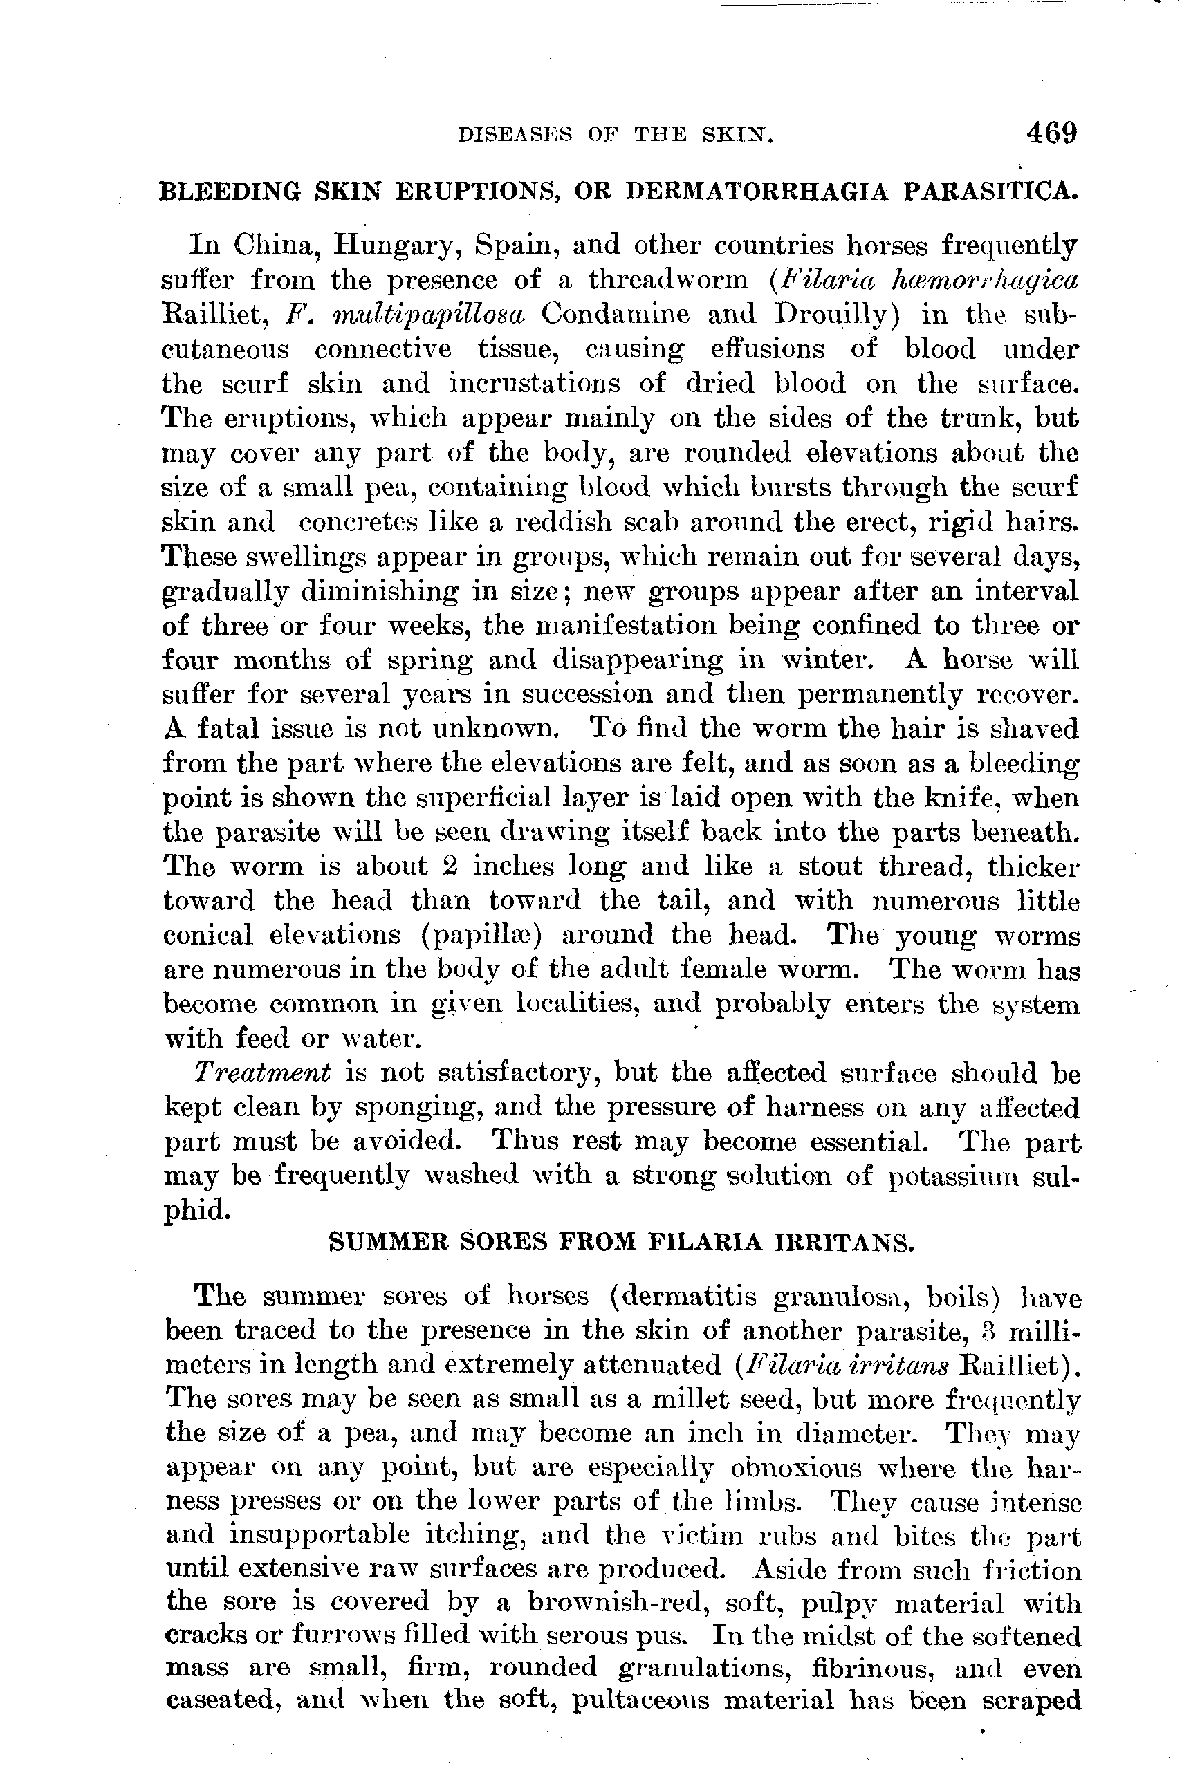 DISEASES OF THE SKIN. 469
BLEEDING SKIN ERUPTIONS, OR DERMATORRHAGIA PARASITICA.
In China, Hungary, Spain, and other countries horses frequently
suffer from the presence of a threadworm (Filaria hæmorrhagica
Railliet, F. multipapillosa Condamine and Drouilly) in the sub-
cutaneous connective tissue, causing effusions of blood under
the scurf skin and incrustations of dried blood on the surface.
The eruptions, which appear mainly on the sides of the trunk, but
may cover any part of the body, are rounded elevations about the
size of a small pea, containing blood which bursts through the scurf
skin and concretes like a reddish scab around the erect, rigid hairs.
These swellings appear in groups, which remain out for several days,
gradually diminishing in size; new groups appear after an interval
of three or four weeks, the manifestation being confined to three or
four months of spring and disappearing in winter. A horse will
suffer for several years in succession and then permanently recover.
A fatal issue is not unknown. To find the worm the hair is shaved
from the part where the elevations are felt, and as soon as a bleeding
point is shown the superficial layer is laid open with the knife, when
the parasite will be seen drawing itself back into the parts beneath.
The worm is about 2 inches long and like a stout thread, thicker
toward the head than toward the tail, and with numerous little
conical elevations (papillæ) around the head. The young worms
are numerous in the body of the adult female worm. The worm has
become common in given localities, and probably enters the system
with feed or water.
Treatment is not satisfactory, but the affected surface should be
kept clean by sponging, and the pressure of harness on any affected
part must be avoided. Thus rest may become essential. The part
may be frequently washed with a strong solution of potassium sul-
phid.
SUMMER SORES FROM FILARIA IRRITANS.
The summer sores of horses (dermatitis granulosa, boils) have
been traced to the presence in the skin of another parasite, 3 milli-
meters in length and extremely attenuated (Filaria irritans Railliet).
The sores may be seen as small as a millet seed, but more frequently
the size of a pea, and may become an inch in diameter. They may
appear on any point, but are especially obnoxious where the har-
ness presses or on the lower parts of the limbs. They cause intense
and insupportable itching, and the victim rubs and bites the part
until extensive raw surfaces are produced. Aside from such friction
the sore is covered by a brownish-red, soft, pulpy material with
cracks or furrows filled with serous pus. In the midst of the softened
mass are small, firm, rounded granulations, fibrinous, and even
caseated, and when the soft, pultaceous material has been scraped